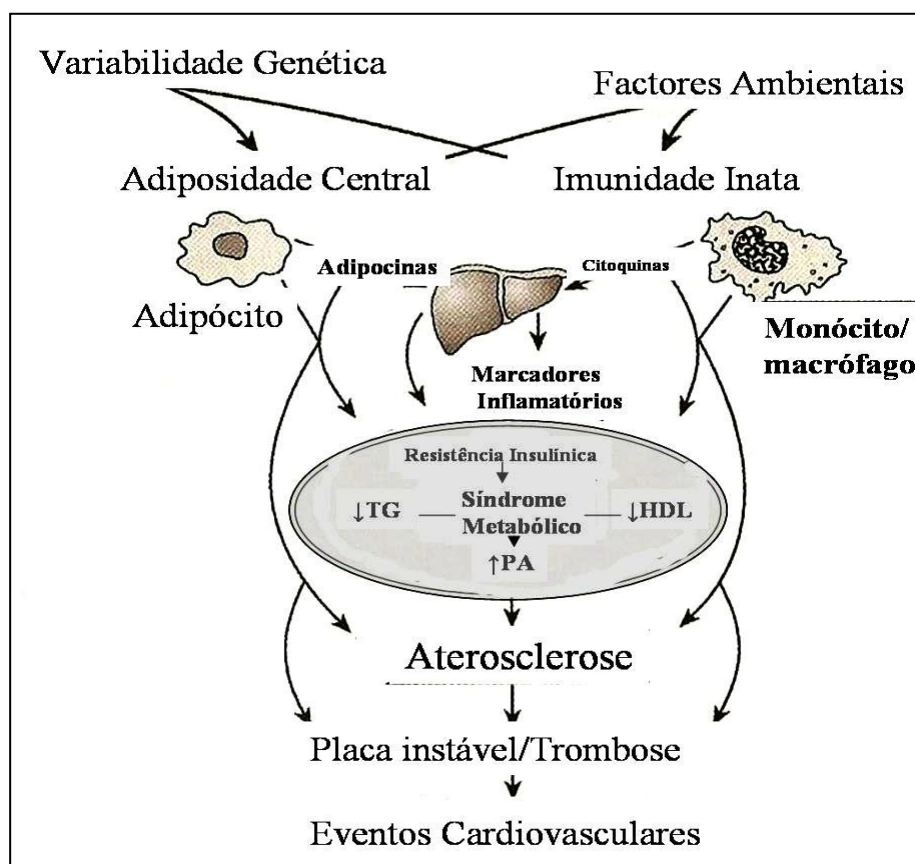 Variabilidade Genética
Factores Ambientais
Adiposidade Central
Imunidade Inata
Adipocinas
Citoquinas
Adipócito
Monócito/
macrófago
Marcadores
Inflamatórios
Resistência Insulínica
↓TG
Síndrome
Metabólico
↓HDL
↑PA
Aterosclerose
Placa instável/Trombose
Eventos Cardiovasculares